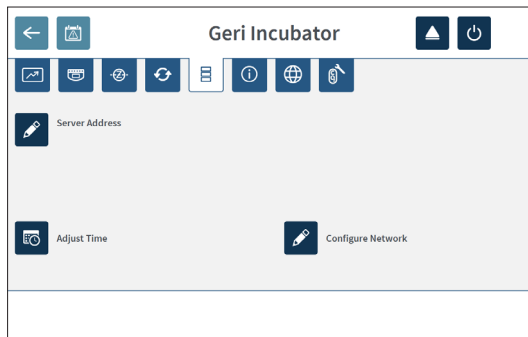 Geri Incubator
Server Address
Adjust Time
Configure Network